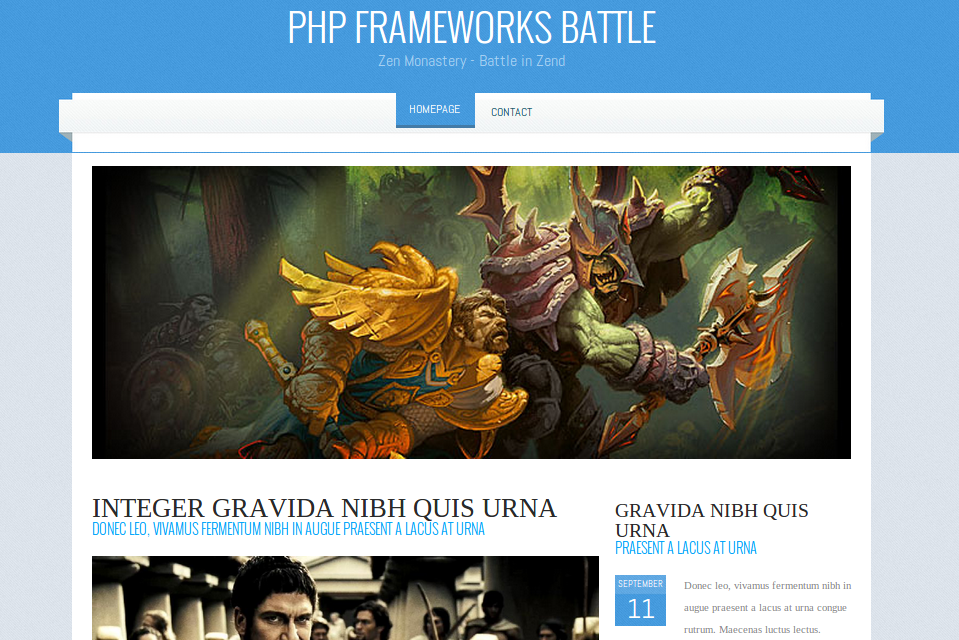 PHP FRAMEWORKS BATTLE
Zen Monastery - Battle in Zend
HOMEPAGE
CONTACT
INTEGER GRAVIDA NIBH QUIS URNA
DONEC LEO, VIVAMUS FERMENTUM NIBH IN AUGUE PRAESENT A LACUS AT URNA
GRAVIDA NIBH QUIS
URNA
PRAESENT A LACUS AT URNA
SEPTEMBER
11
Donec leo, vivamus fermentum nibh in
augue praesent a lacus at urna congue
rutrum. Maecenas luctus lectus.